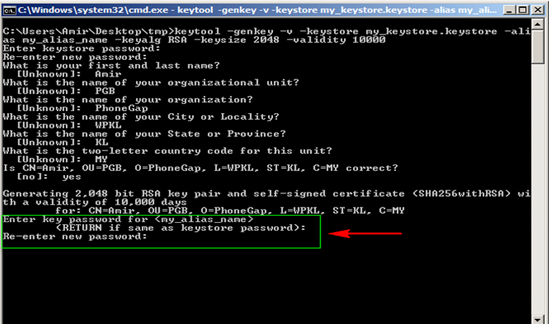 C:\Windows\system32\cmd.exe - keytool -genkey -v -keystore my_keystore.keystore -alias my_ali...
C:\Users\Amir\Desktop\tmp>keytool -genkey -v -keystore my_keystore.keystore -ali
as my_alias_name -keyalg RSA -keysize 2048 -validity 10000
Enter keystore password:
Re-enter new password:
What is your first and last name?
[Unknown]: Amir
What is the name of your organizational unit?
[Unknown]: PGB
What is the name of your organization?
[Unknown]: PhoneGap
What is the name of your City or Locality?
[Unknown]: WPKL
What is the name of your State or Province?
[Unknown]: KL
What is the two-letter country code for this unit?
[Unknown]: MY
Is CN=Amir, OU=PGB, O=PhoneGap, L=WPKL, ST=KL, C=MY correct?
[no]: yes
Generating 2,048 bit RSA key pair and self-signed certificate (SHA256withRSA) wi
th a validity of 10,000 days
for: CN=Amir, OU=PGB, O=PhoneGap, L=WPKL, ST=KL, C=MY
Enter key password for <my_alias_name>
(RETURN if same as keystore password):
Re-enter new password: